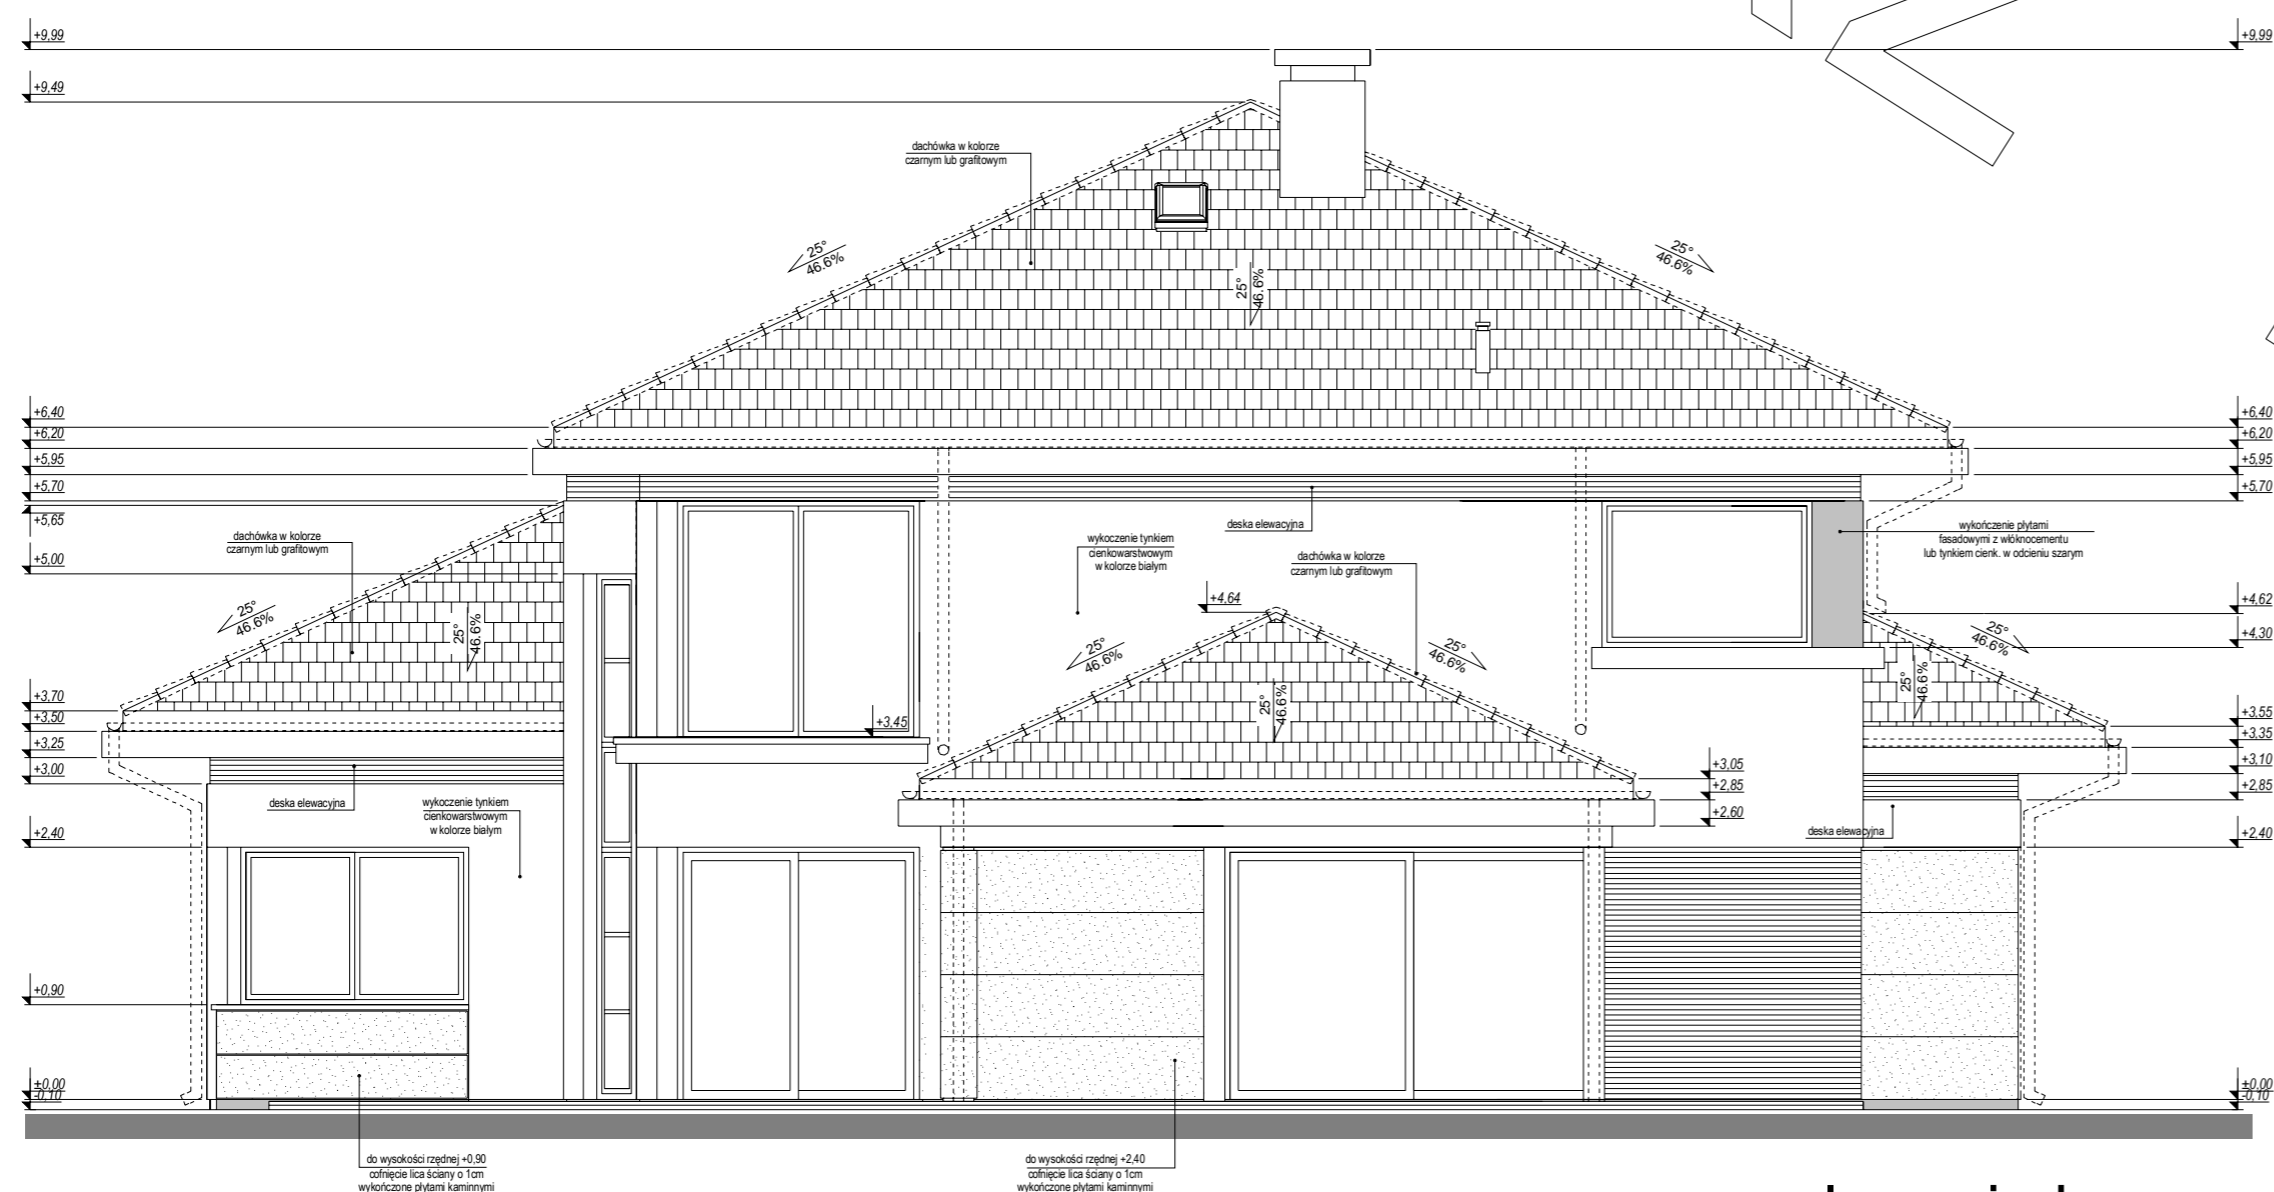 +9,99
+9,99
+9,49
dachówka w kolorze
czarnym lub grafitowym
25°
46.6%
25°
46.6%
25°
46.6%
+6,40
+6,20
+5,95
+5,70
+5,65
+5,00
+6,40
+6,20
+5,95
+5,70
dachówka w kolorze
czarnym lub grafitowym
wykoczenie tynkiem
cienkowarstwowym
w kolorze białym
deska elewacyjna
dachówka w kolorze
czarnym lub grafitowym
wykończenie płytami
fasadowymi z włóknocementu
lub tynkiem cienk. w odcieniu szarym
+4,64
+4,62
+4,30
25°
46.6%
25°
46.6%
25°
46.6%
25°
46.6%
25°
46.6%
25°
46.6%
25°
46.6%
+3,70
+3,50
+3,25
+3,00
+3,45
+3,05
+2,85
+2,60
+3,55
+3,35
+3,10
+2,85
deska elewacyjna
wykoczenie tynkiem
cienkowarstwowym
w kolorze białym
deska elewacyjna
+2,40
+2,40
+0,90
±0,00
-0,10
±0,00
-0,10
do wysokości rzędnej +0,90
cofnięcie lica ściany o 1cm
wykończone płytami kaminnymi
do wysokości rzędnej +2,40
cofnięcie lica ściany o 1cm
wykończone płytami kaminnymi